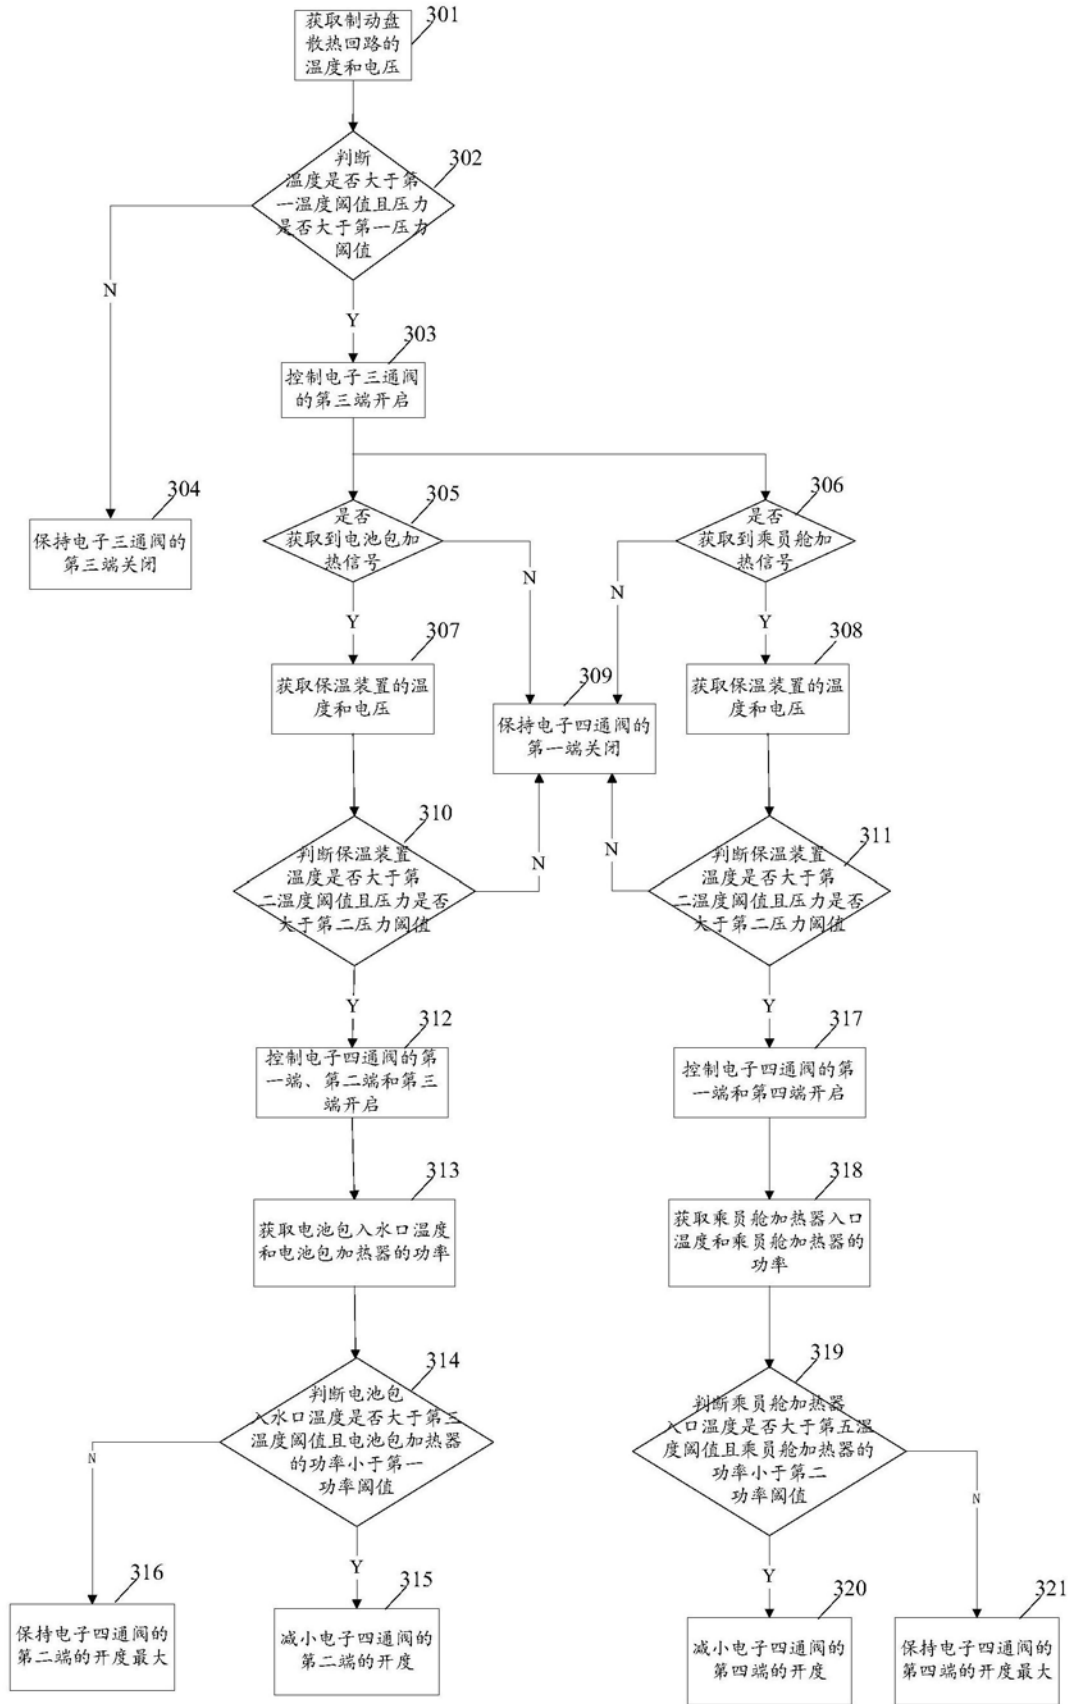 获取制动盘
散热回路的
温度和电压
301
判断
温度是否大于第
一温度阈值且压力
是否大于第一压力
阈值
302
N
Y
303
控制电子三通阀
的第三端开启
304
保持电子三通阀的
第三端关闭
305
是否
获取到电池包加
热信号
306
是否
获取到乘员舱加
热信号
N
N
Y
Y
307
获取保温装置的温
度和电压
308
获取保温装置的温
度和电压
309
保持电子四通阀的
第一端关闭
310
判断保温装置
温度是否大于第
二温度阈值且压力是否
大于第二压力阈值
N
N
311
判断保温装置
温度是否大于第
二温度阈值且压力是否
大于第二压力阈值
Y
Y
312
控制电子四通阀的第
一端、第二端和第三
端开启
317
控制电子四通阀的第
一端和第四端开启
313
获取电池包入水口温度
和电池包加热器的功率
318
获取乘员舱加热器入口
温度和乘员舱加热器的
功率
314
判断电池包
入水口温度是否大于第三
温度阈值且电池包加热器
的功率小于第一
功率阈值
319
判断乘员舱加热器
入口温度是否大于第五温
度阈值且乘员舱加热器的
功率小于第二
功率阈值
N
Y
Y
N
316
保持电子四通阀的
第二端的开度最大
315
减小电子四通阀的
第二端的开度
320
减小电子四通阀的
第四端的开度
321
保持电子四通阀的
第四端的开度最大